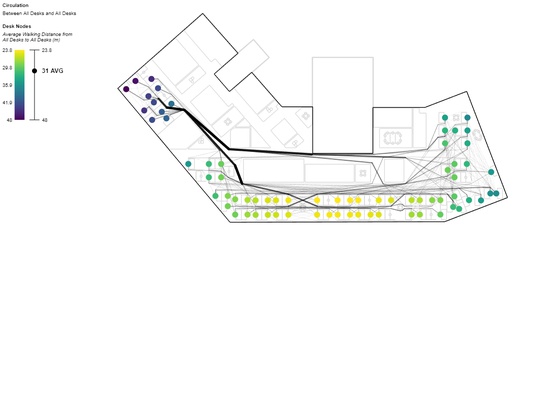 Circulation
Between All Desks and All Desks
Desk Nodes
Average Walking Distance from
All Desks to All Desks (m)
23.8
23.8
29.8
31 AVG
35.9
41.9
48
48